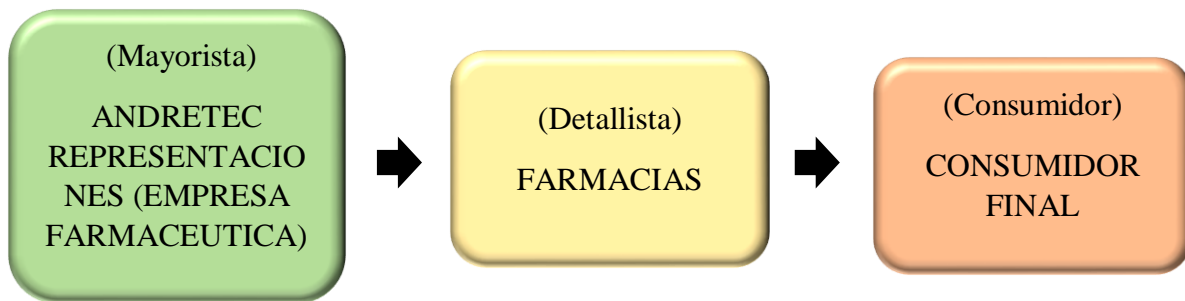 (Mayorista)
ANDRETEC
REPRESENTACIO
NES (EMPRESA
FARMACEUTICA)
(Detallista)
FARMACIAS
(Consumidor)
CONSUMIDOR
FINAL